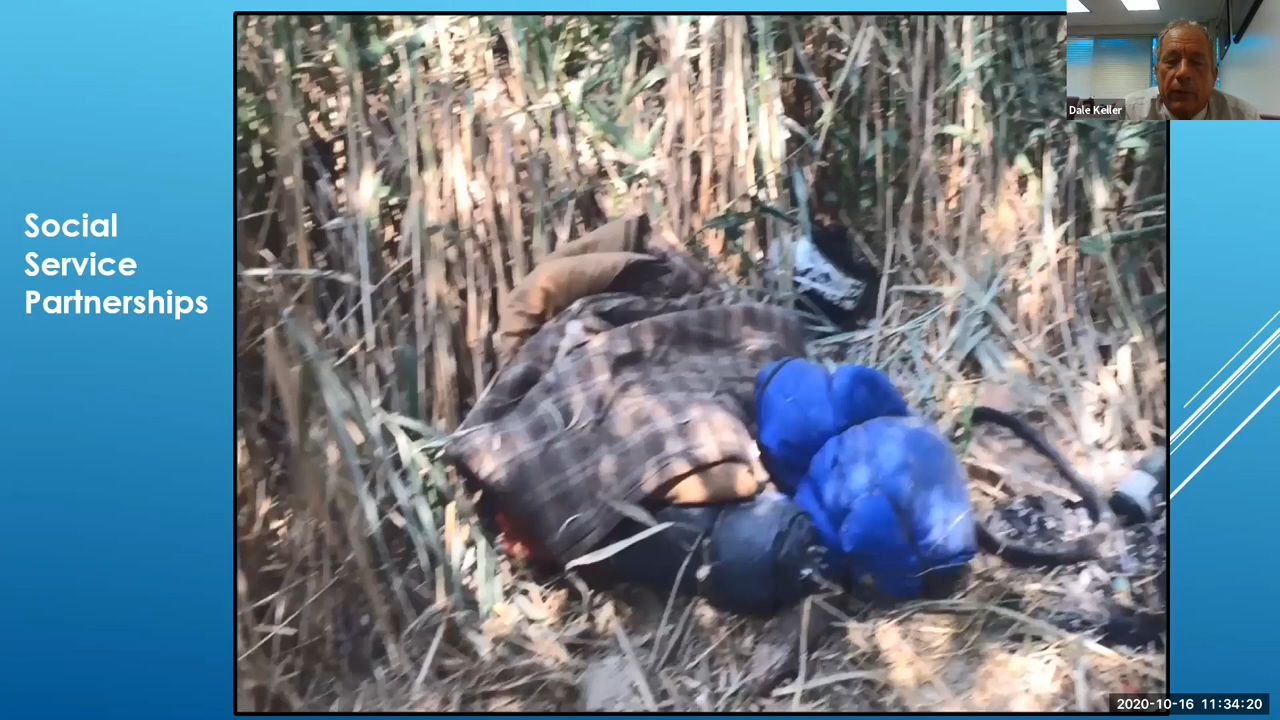 Dale Keller
Social
Service
Partnerships
2020-10-16 11:34:20